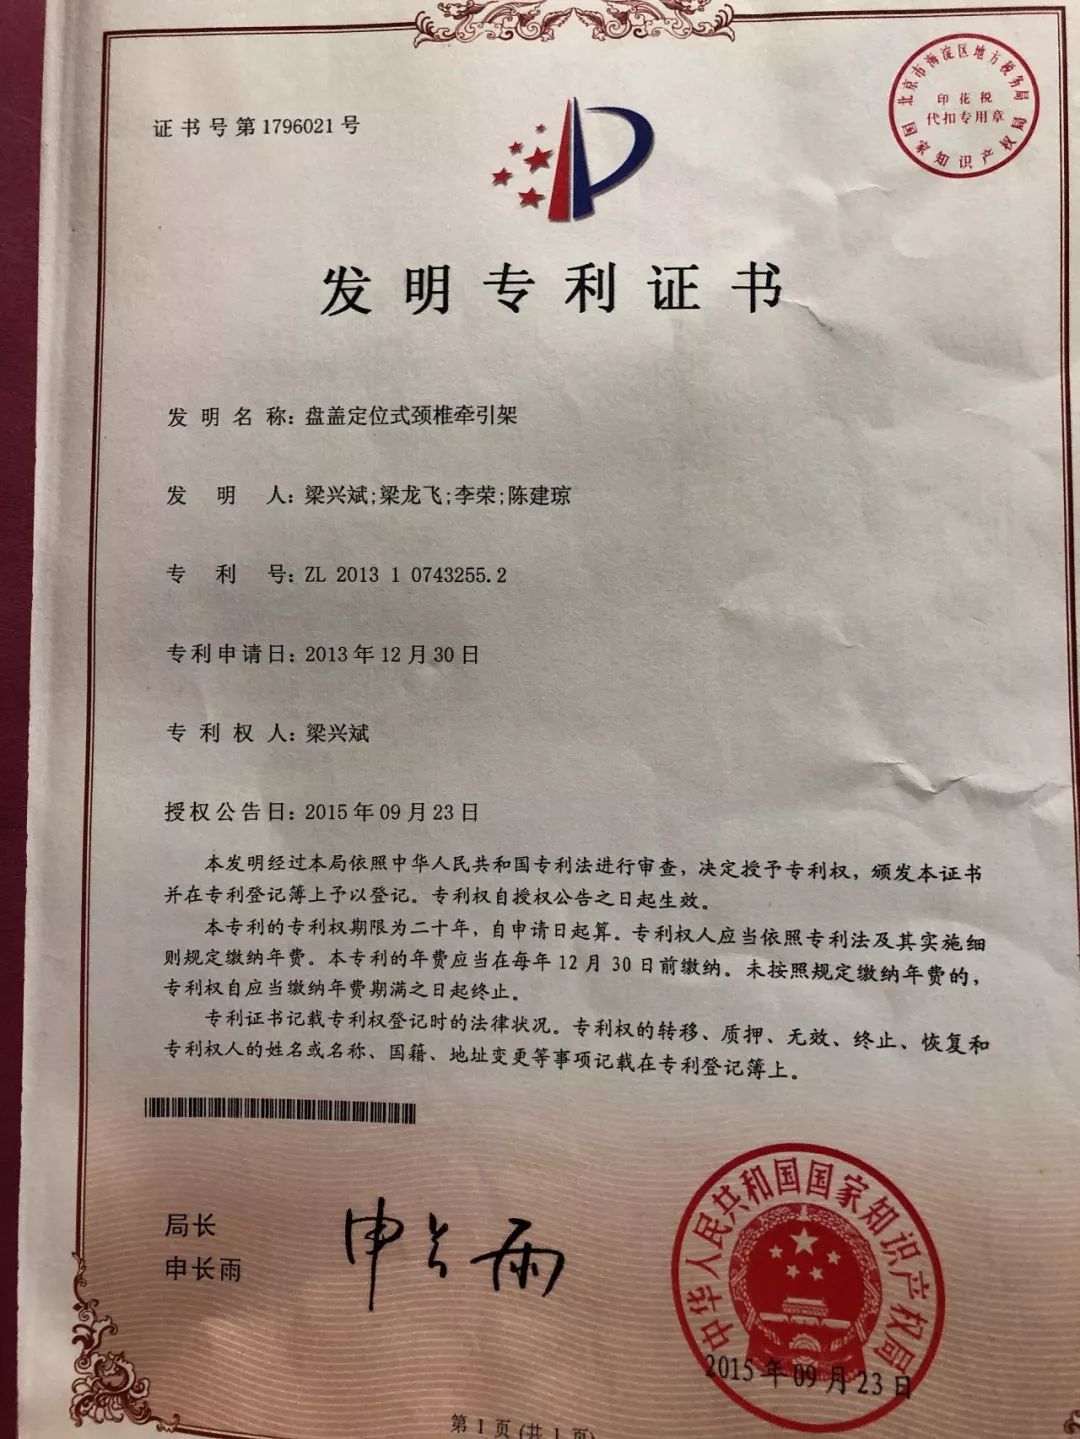 证书号第1796021号
北京市海淀区地方税务局
印花税
代扣专用章
国家知识产权局
发明专利证书
发明名称：盘盖定位式颈椎牵引架
发明人：梁兴斌;梁龙飞;李荣;陈建琼
专利号：ZL 2013 1 0743255.2
专利申请日：2013年12月30日
专利权人：梁兴斌
授权公告日：2015年09月23日
本发明经过本局依照中华人民共和国专利法进行审查，决定授予专利权，颁发本证书
并在专利登记簿上予以登记。专利权自授权公告之日起生效。
本专利的专利权期限为二十年，自申请日起算。专利权人应当依照专利法及其实施细
则规定缴纳年费。本专利的年费应当在每年12月30日前缴纳。未按照规定缴纳年费的，
专利权自应当缴纳年费期满之日起终止。
专利证书记载专利权登记时的法律状况。专利权的转移、质押、无效、终止、恢复和
专利权人的姓名或名称、国籍、地址变更等事项记载在专利登记簿上。
局长
申长雨
申长雨
中华人民共和国国家知识产权局
2015年09月23日
第1页(共1页)